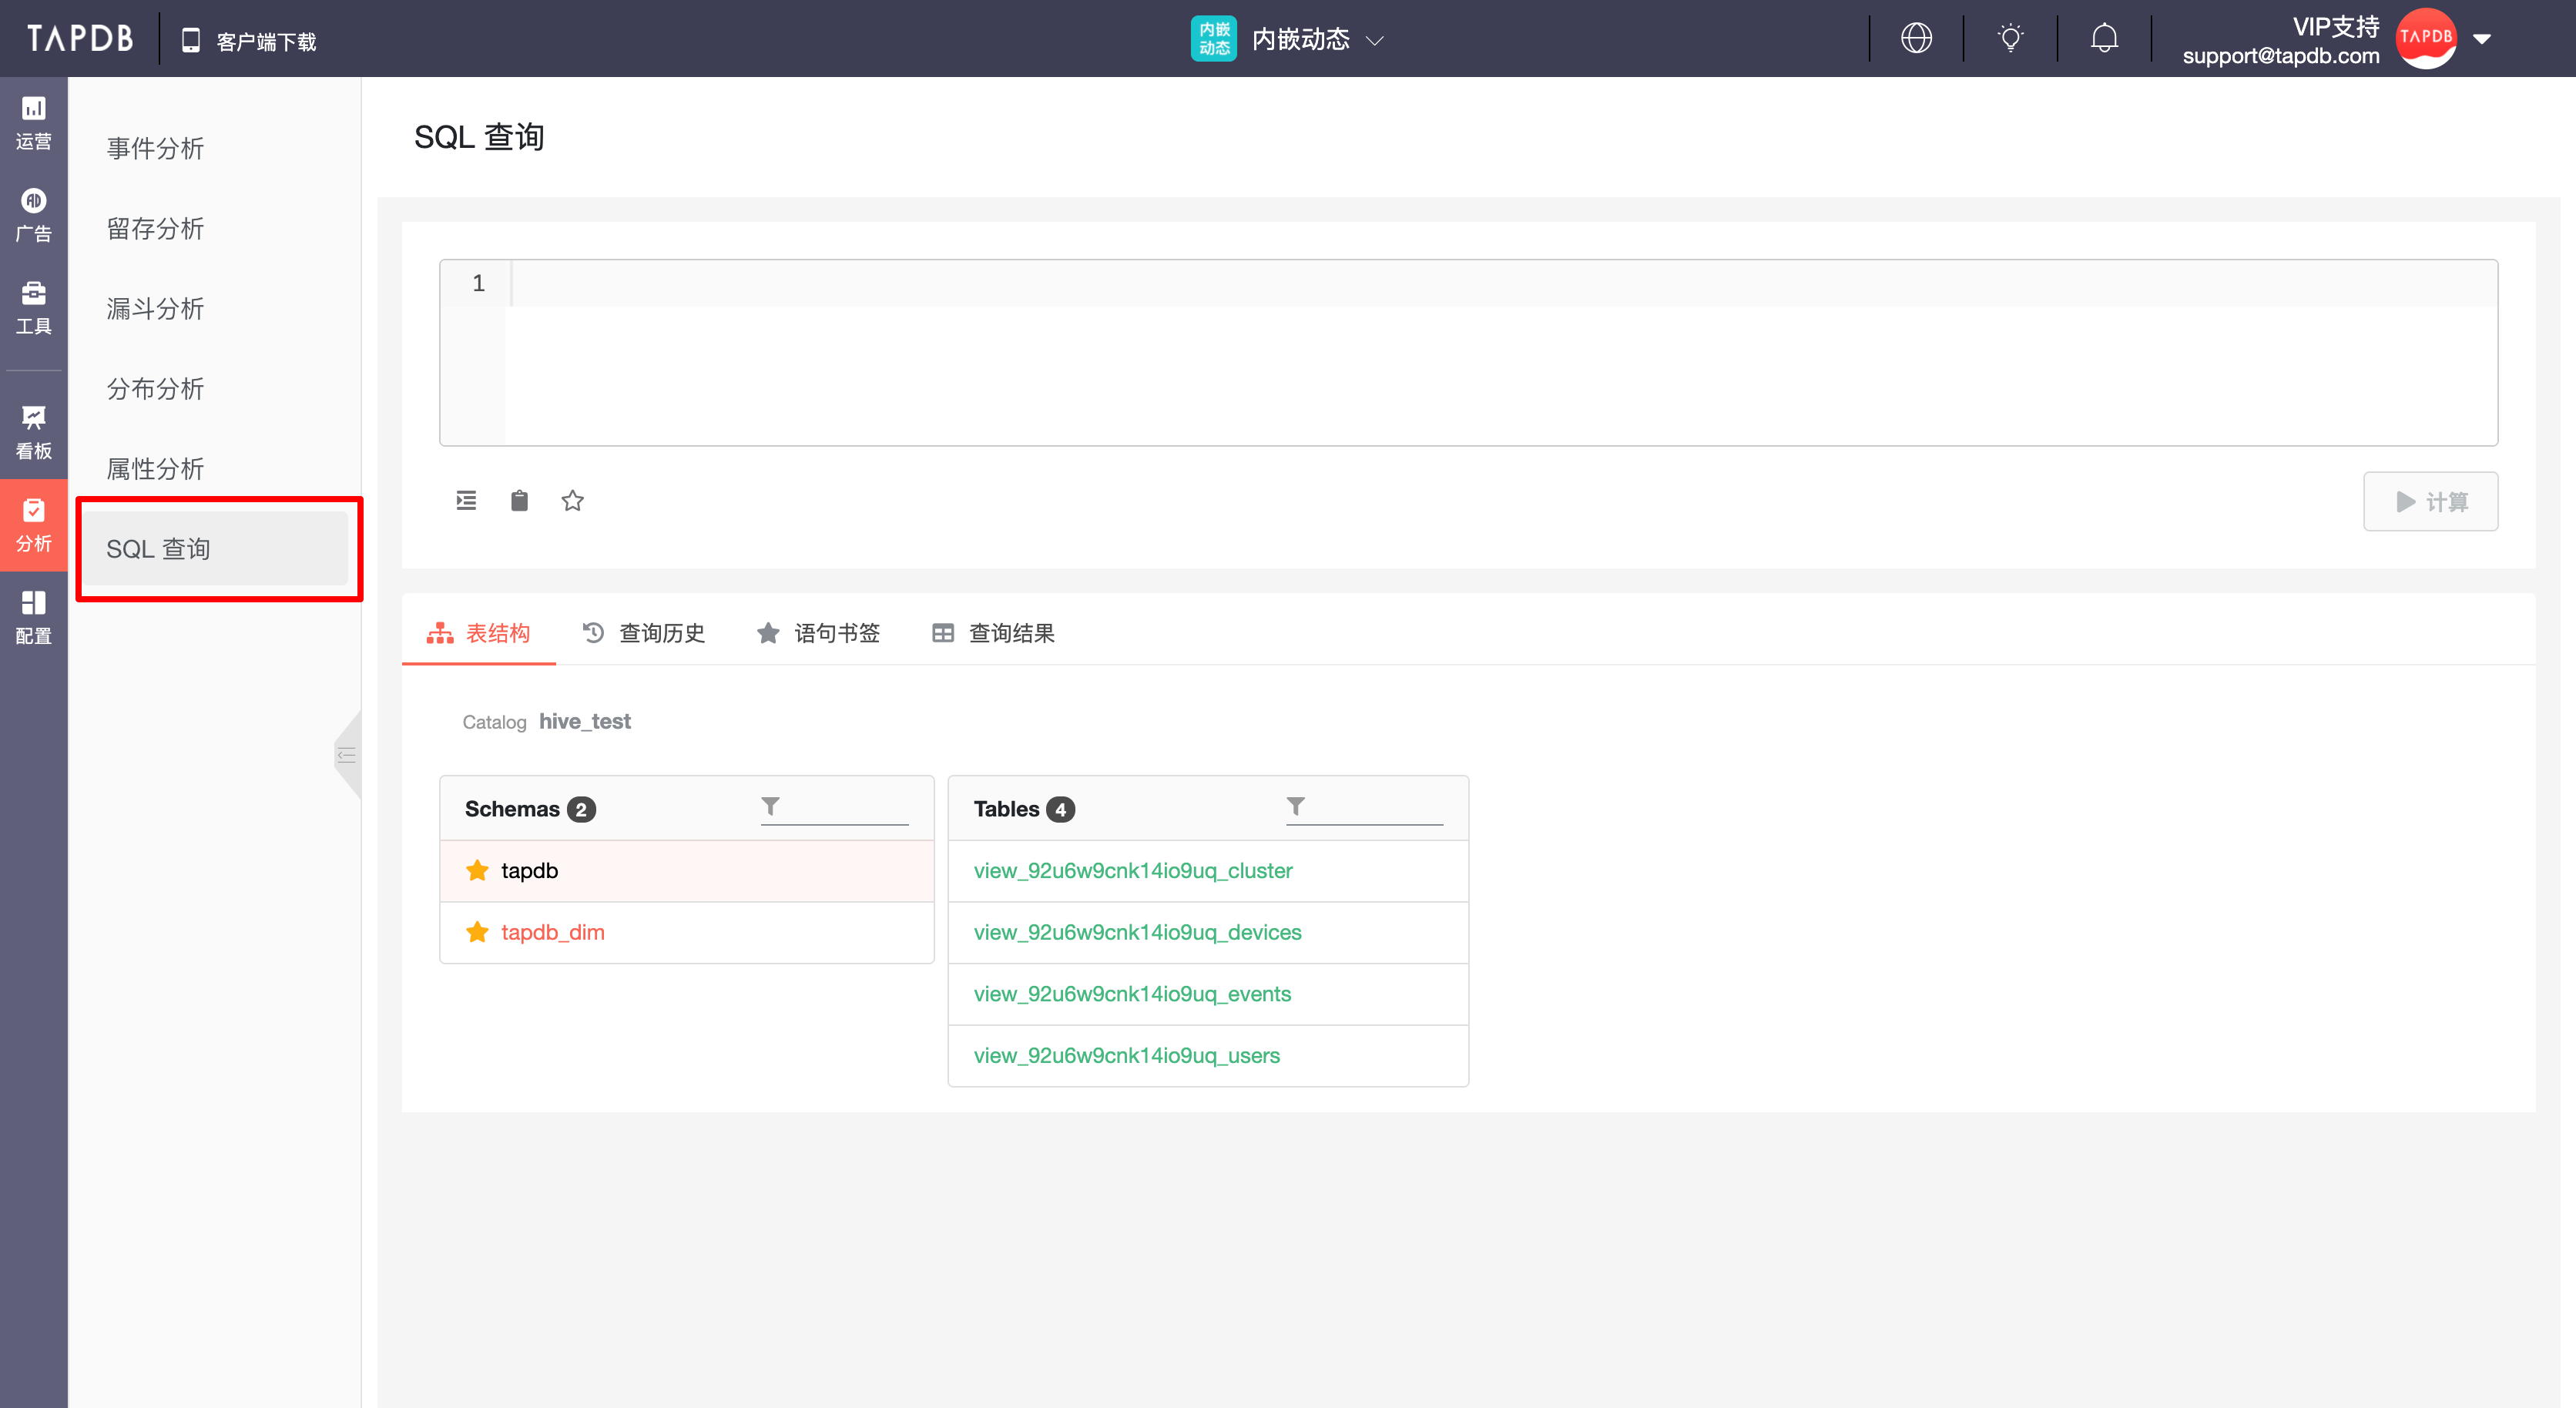 TAPDB
客户端下载
内嵌
动态
内嵌动态
VIP支持
support@tapdb.com
TAPDB
运营
广告
工具
看板
分析
配置
事件分析
留存分析
漏斗分析
分布分析
属性分析
SQL 查询
SQL 查询
1
计算
表结构
查询历史
语句书签
查询结果
Catalog hive_test
Schemas 2
tapdb
tapdb_dim
Tables 4
view_92u6w9cnk14io9uq_cluster
view_92u6w9cnk14io9uq_devices
view_92u6w9cnk14io9uq_events
view_92u6w9cnk14io9uq_users